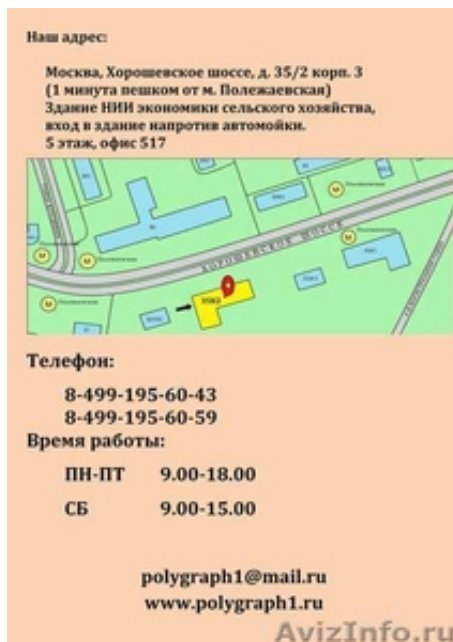 Наш адрес:
Москва, Хорошевское шоссе, д. 35/2 корп. 3
(1 минута пешком от м. Полежаевская)
Здание НИИ экономики сельского хозяйства,
вход в здание напротив автомойки.
5 этаж, офис 517
М
М
М
М
М
ХОРОШЕВСКОЕ ШОССЕ
35К2
Телефон:
8-499-195-60-43
8-499-195-60-59
Время работы:
ПН-ПТ 9.00-18.00
СБ 9.00-15.00
polygraph1@mail.ru
www.polygraph1.ru
AvizInfo.ru